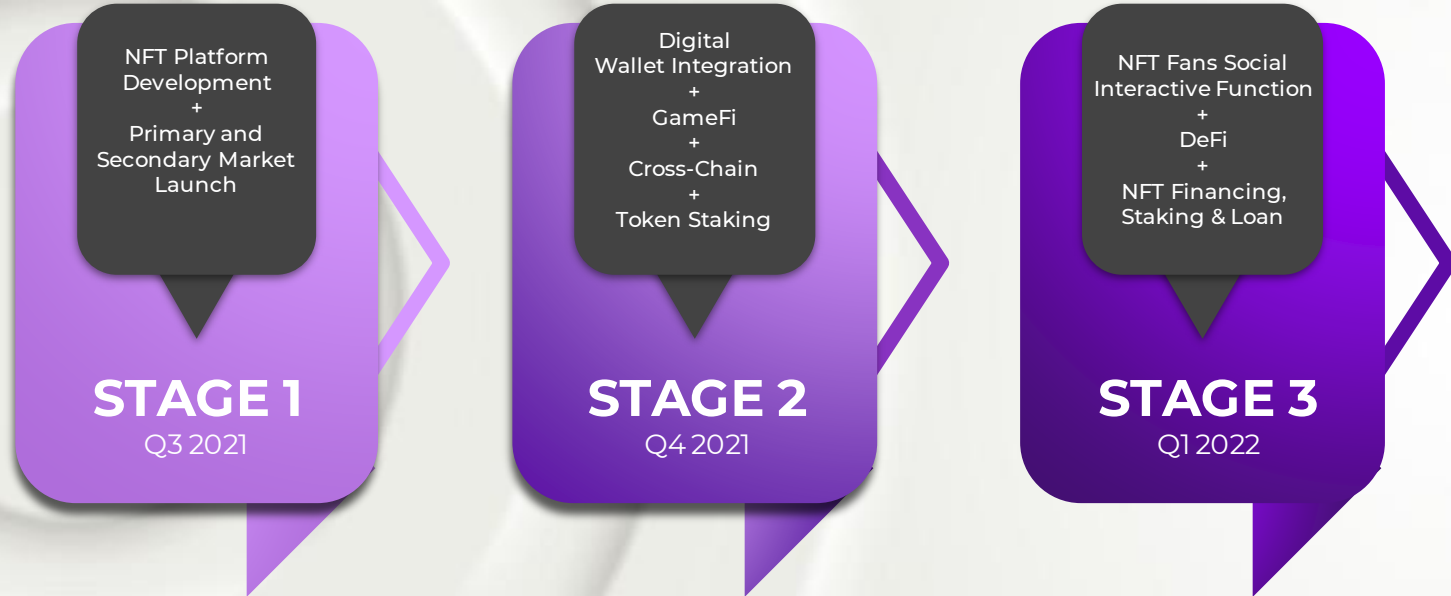 NFT Platform
Development
+
Primary and
Secondary Market
Launch
STAGE 1
Q3 2021
Digital
Wallet Integration
+
GameFi
+
Cross-Chain
+
Token Staking
STAGE 2
Q4 2021
NFT Fans Social
Interactive Function
+
DeFi
+
NFT Financing,
Staking & Loan
STAGE 3
Q1 2022